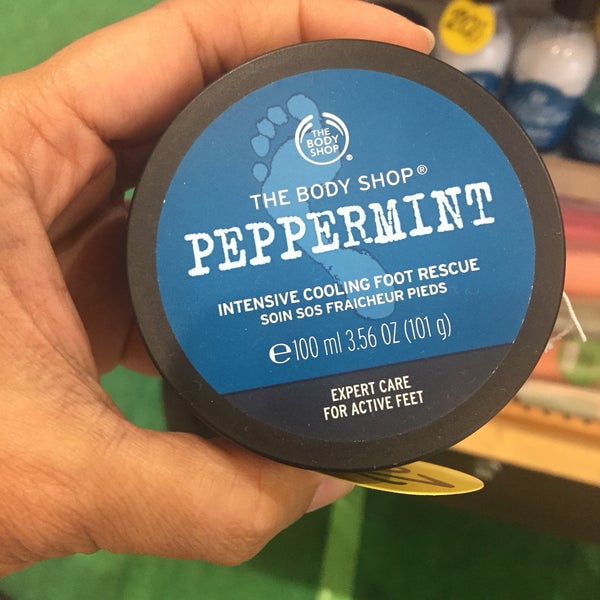 THE
BODY
SHOP®
THE BODY SHOP®
PEPPERMINT
INTENSIVE COOLING FOOT RESCUE
SOIN SOS FRAICHEUR PIEDS
℮100 ml 3.56 OZ (101 g)
EXPERT CARE
FOR ACTIVE FEET